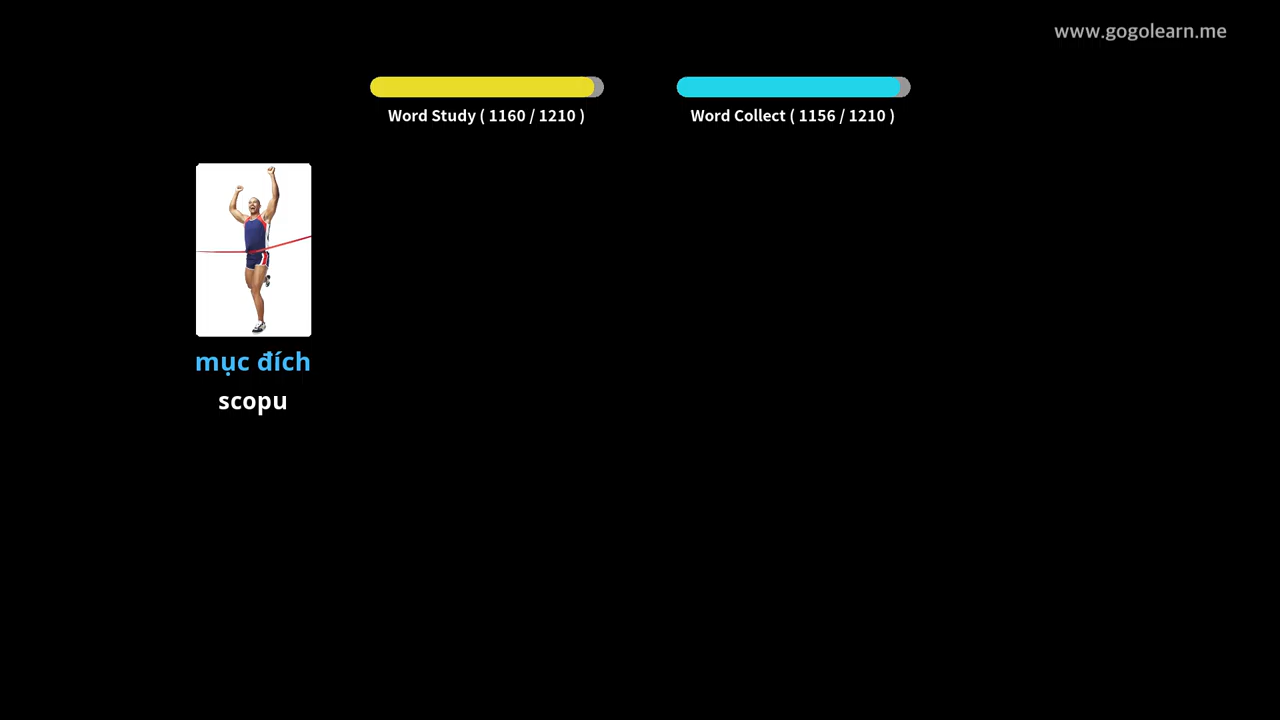 www.gogolearn.me
Word Study ( 1160 / 1210 )
Word Collect ( 1156 / 1210 )
mục đích
scopu